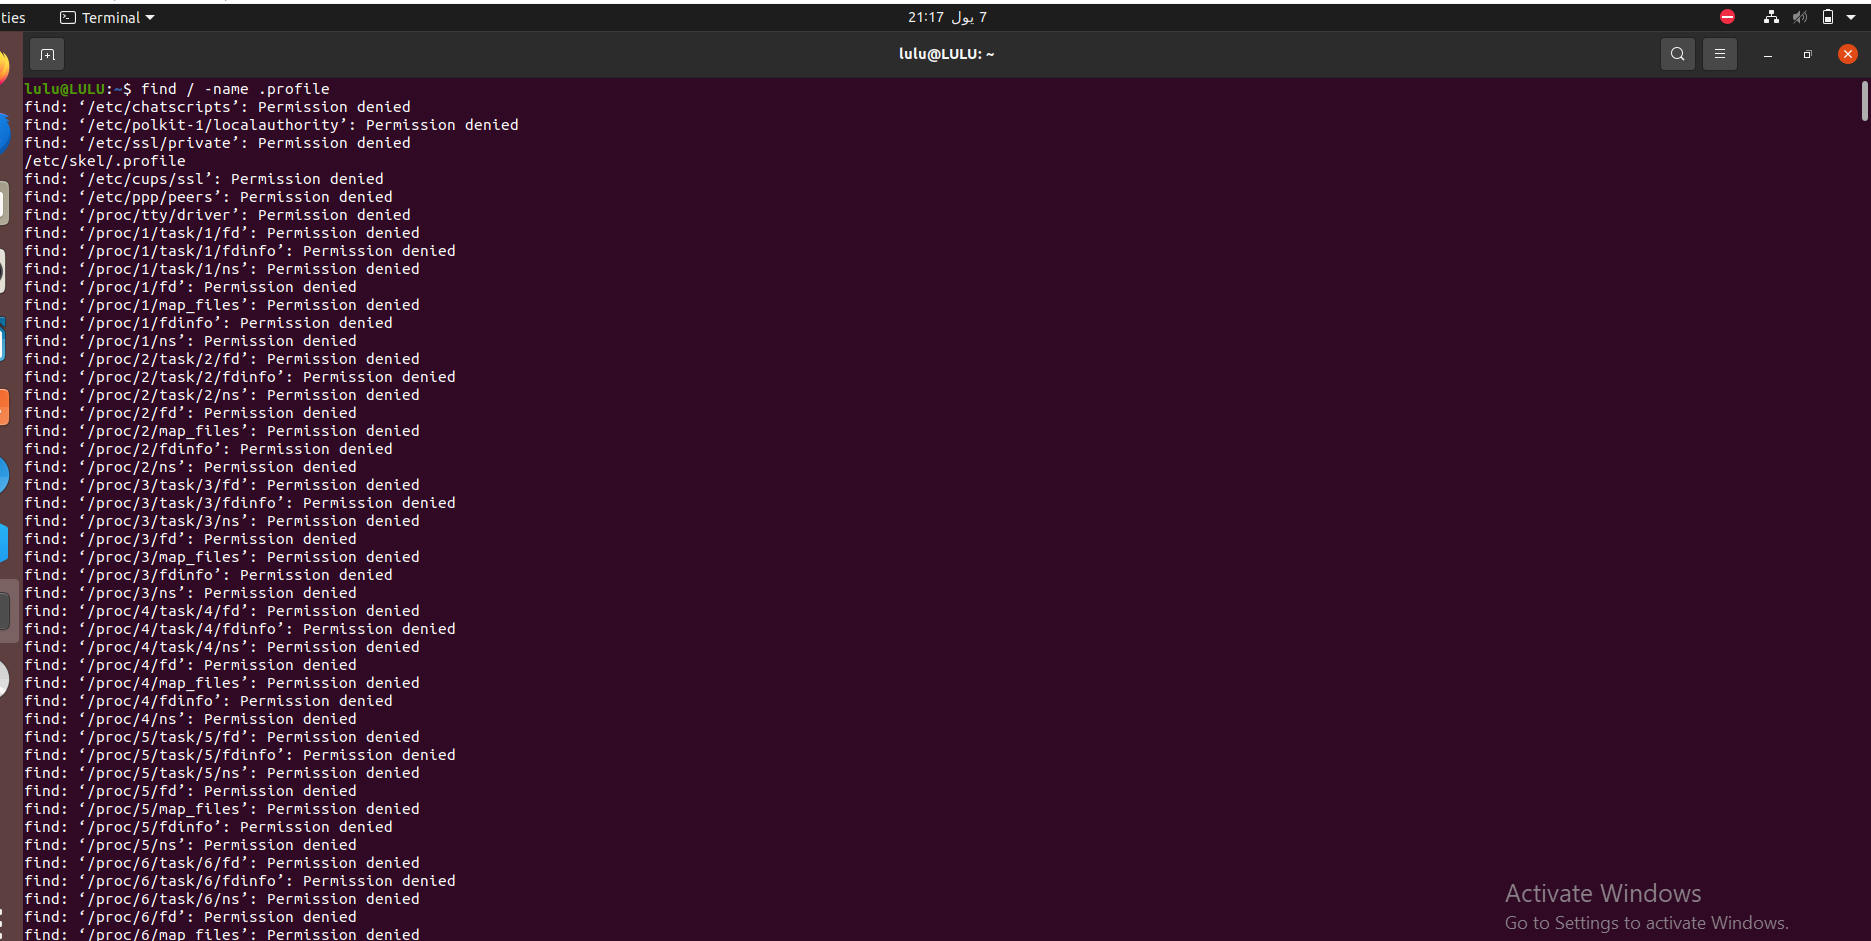 ties
Terminal
7 يول 21:17
lulu@LULU: ~
lulu@LULU:~$ find / -name .profile
find: ‘/etc/chatscripts’: Permission denied
find: ‘/etc/polkit-1/localauthority’: Permission denied
find: ‘/etc/ssl/private’: Permission denied
/etc/skel/.profile
find: ‘/etc/cups/ssl’: Permission denied
find: ‘/etc/ppp/peers’: Permission denied
find: ‘/proc/tty/driver’: Permission denied
find: ‘/proc/1/task/1/fd’: Permission denied
find: ‘/proc/1/task/1/fdinfo’: Permission denied
find: ‘/proc/1/task/1/ns’: Permission denied
find: ‘/proc/1/fd’: Permission denied
find: ‘/proc/1/map_files’: Permission denied
find: ‘/proc/1/fdinfo’: Permission denied
find: ‘/proc/1/ns’: Permission denied
find: ‘/proc/2/task/2/fd’: Permission denied
find: ‘/proc/2/task/2/fdinfo’: Permission denied
find: ‘/proc/2/task/2/ns’: Permission denied
find: ‘/proc/2/fd’: Permission denied
find: ‘/proc/2/map_files’: Permission denied
find: ‘/proc/2/fdinfo’: Permission denied
find: ‘/proc/2/ns’: Permission denied
find: ‘/proc/3/task/3/fd’: Permission denied
find: ‘/proc/3/task/3/fdinfo’: Permission denied
find: ‘/proc/3/task/3/ns’: Permission denied
find: ‘/proc/3/fd’: Permission denied
find: ‘/proc/3/map_files’: Permission denied
find: ‘/proc/3/fdinfo’: Permission denied
find: ‘/proc/3/ns’: Permission denied
find: ‘/proc/4/task/4/fd’: Permission denied
find: ‘/proc/4/task/4/fdinfo’: Permission denied
find: ‘/proc/4/task/4/ns’: Permission denied
find: ‘/proc/4/fd’: Permission denied
find: ‘/proc/4/map_files’: Permission denied
find: ‘/proc/4/fdinfo’: Permission denied
find: ‘/proc/4/ns’: Permission denied
find: ‘/proc/5/task/5/fd’: Permission denied
find: ‘/proc/5/task/5/fdinfo’: Permission denied
find: ‘/proc/5/task/5/ns’: Permission denied
find: ‘/proc/5/fd’: Permission denied
find: ‘/proc/5/map_files’: Permission denied
find: ‘/proc/5/fdinfo’: Permission denied
find: ‘/proc/5/ns’: Permission denied
find: ‘/proc/6/task/6/fd’: Permission denied
find: ‘/proc/6/task/6/fdinfo’: Permission denied
find: ‘/proc/6/task/6/ns’: Permission denied
find: ‘/proc/6/fd’: Permission denied
find: ‘/proc/6/map_files’: Permission denied
Activate Windows
Go to Settings to activate Windows.